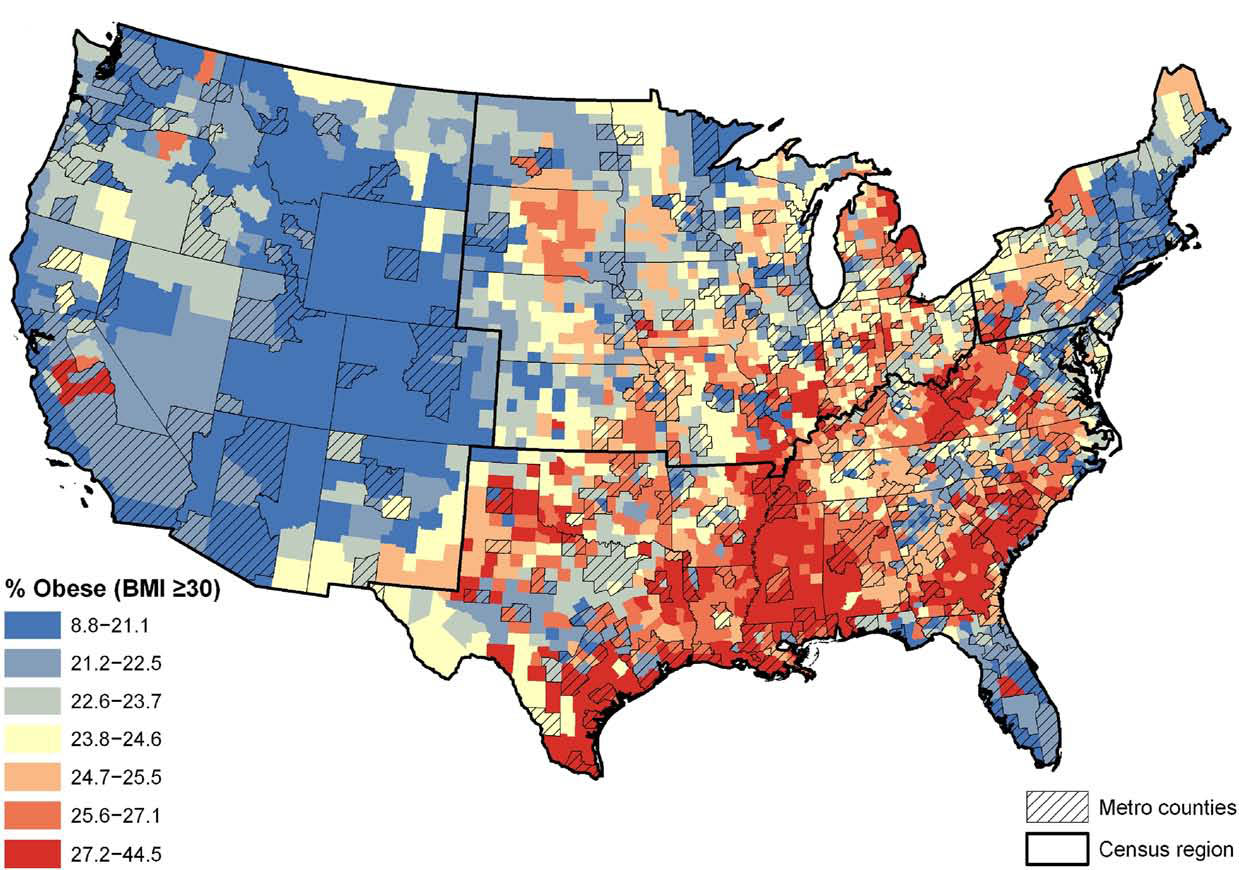 % Obese (BMI ≥30)
8.8–21.1
21.2–22.5
22.6–23.7
23.8–24.6
24.7–25.5
25.6–27.1
27.2–44.5
Metro counties
Census region